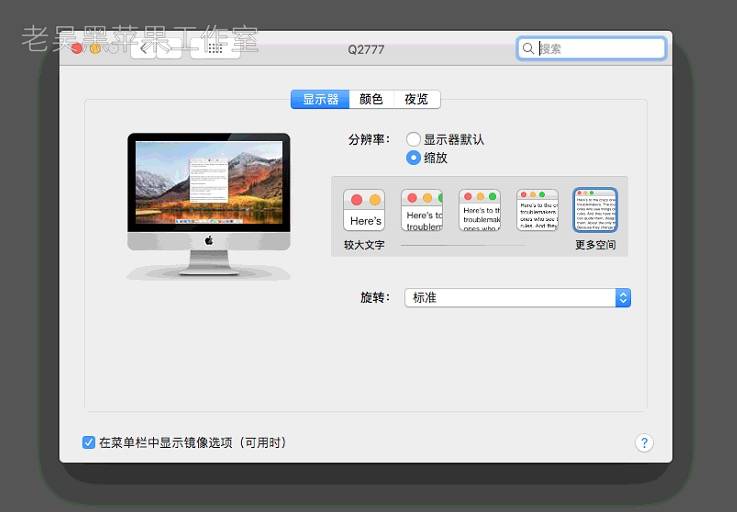 老吴黑苹果工作室
Q2777
搜索
显示器 颜色 夜览
分辨率： 显示器默认
缩放
Here's
Here's to
troublem
Here's to th
troublemak
ones who
Here's to the cr
troublemakers.
ones who see t
rules. And they
较大文字 更多空间
旋转： 标准
在菜单栏中显示镜像选项（可用时）
?